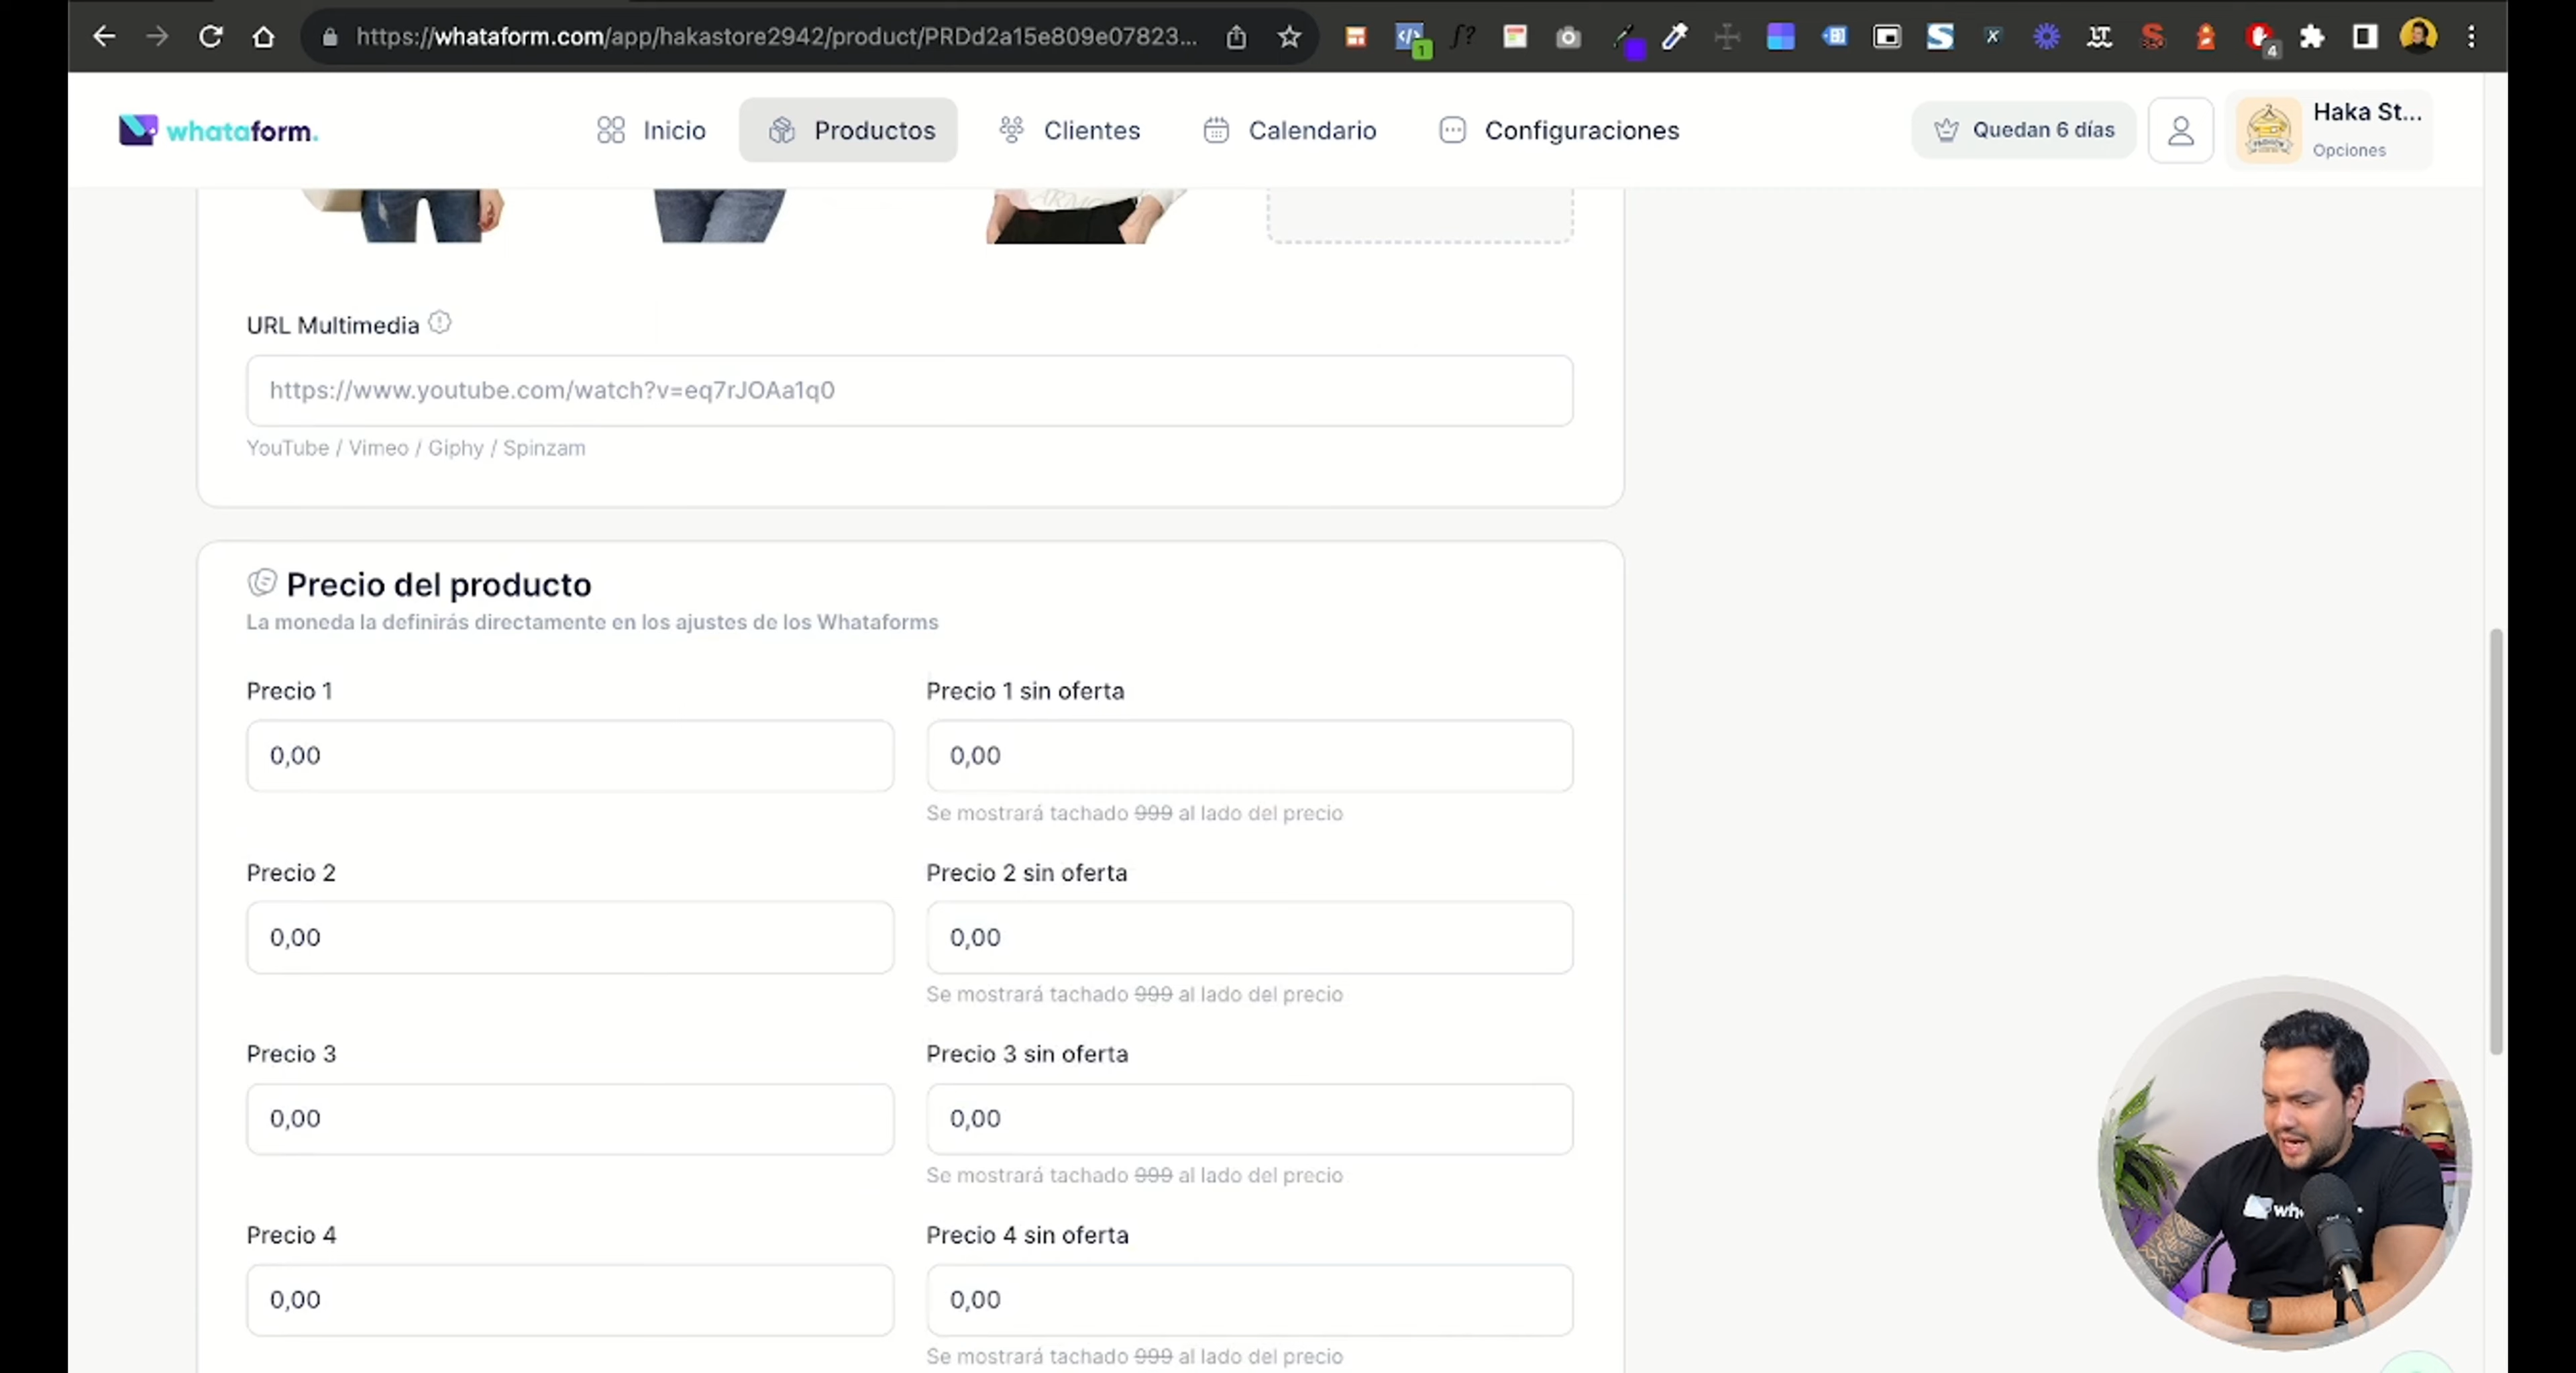 https://whataform.com/app/hakastore2942/product/PRDd2a15e809e07823...
1
4
whataform.
Inicio
Productos
Clientes
Calendario
Configuraciones
Quedan 6 días
Haka St...
Opciones
URL Multimedia
https://www.youtube.com/watch?v=eq7rJOAa1q0
YouTube / Vimeo / Giphy / Spinzam
Precio del producto
La moneda la definirás directamente en los ajustes de los Whataforms
Precio 1
Precio 1 sin oferta
0,00
0,00
Se mostrará tachado 999 al lado del precio
Precio 2
Precio 2 sin oferta
0,00
0,00
Se mostrará tachado 999 al lado del precio
Precio 3
Precio 3 sin oferta
0,00
0,00
Se mostrará tachado 999 al lado del precio
Precio 4
Precio 4 sin oferta
0,00
0,00
Se mostrará tachado 999 al lado del precio